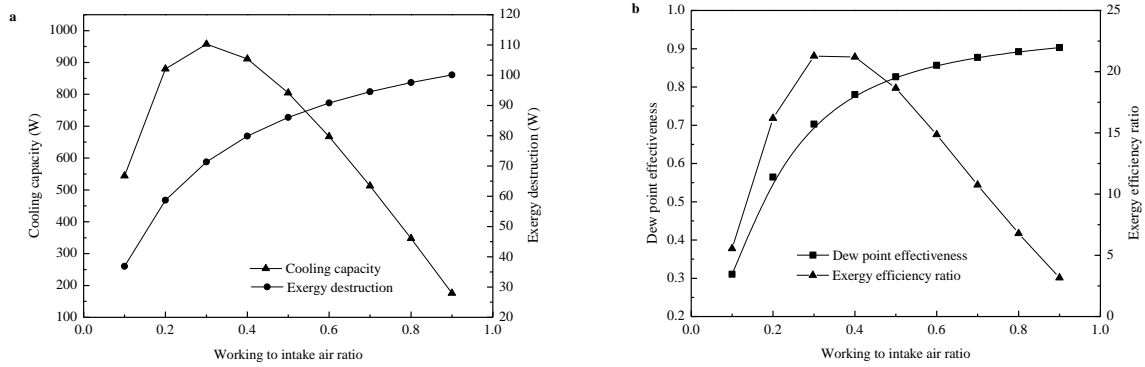 a
1000
900
800
700
600
500
400
300
200
100
Cooling capacity (W)
120
110
100
90
80
70
60
50
40
30
20
Exergy destruction (W)
Cooling capacity
Exergy destruction
0.0 0.2 0.4 0.6 0.8 1.0
Working to intake air ratio
b
1.0
0.9
0.8
0.7
0.6
0.5
0.4
0.3
0.2
Dew point effectiveness
25
20
15
10
5
0
Exergy efficiency ratio
Dew point effectiveness
Exergy efficiency ratio
0.0 0.2 0.4 0.6 0.8 1.0
Working to intake air ratio